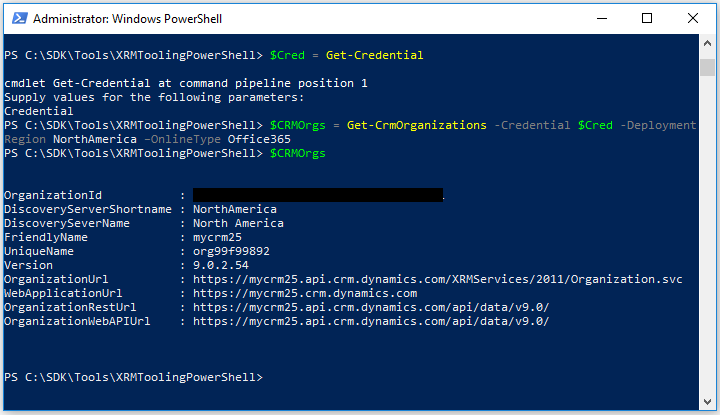 Administrator: Windows PowerShell
PS C:\SDK\Tools\XRMToolingPowerShell> $Cred = Get-Credential
cmdlet Get-Credential at command pipeline position 1
Supply values for the following parameters:
Credential
PS C:\SDK\Tools\XRMToolingPowerShell> $CRMOrgs = Get-CrmOrganizations -Credential $Cred -Deployment
Region NorthAmerica –OnlineType Office365
PS C:\SDK\Tools\XRMToolingPowerShell> $CRMOrgs
OrganizationId :
DiscoveryServerShortname : NorthAmerica
DiscoverySeverName : North America
FriendlyName : mycrm25
UniqueName : org99f99892
Version : 9.0.2.54
OrganizationUrl : https://mycrm25.api.crm.dynamics.com/XRMServices/2011/Organization.svc
WebApplicationUrl : https://mycrm25.crm.dynamics.com
OrganizationRestUrl : https://mycrm25.api.crm.dynamics.com/api/data/v9.0/
OrganizationWebAPIUrl : https://mycrm25.api.crm.dynamics.com/api/data/v9.0/
PS C:\SDK\Tools\XRMToolingPowerShell>